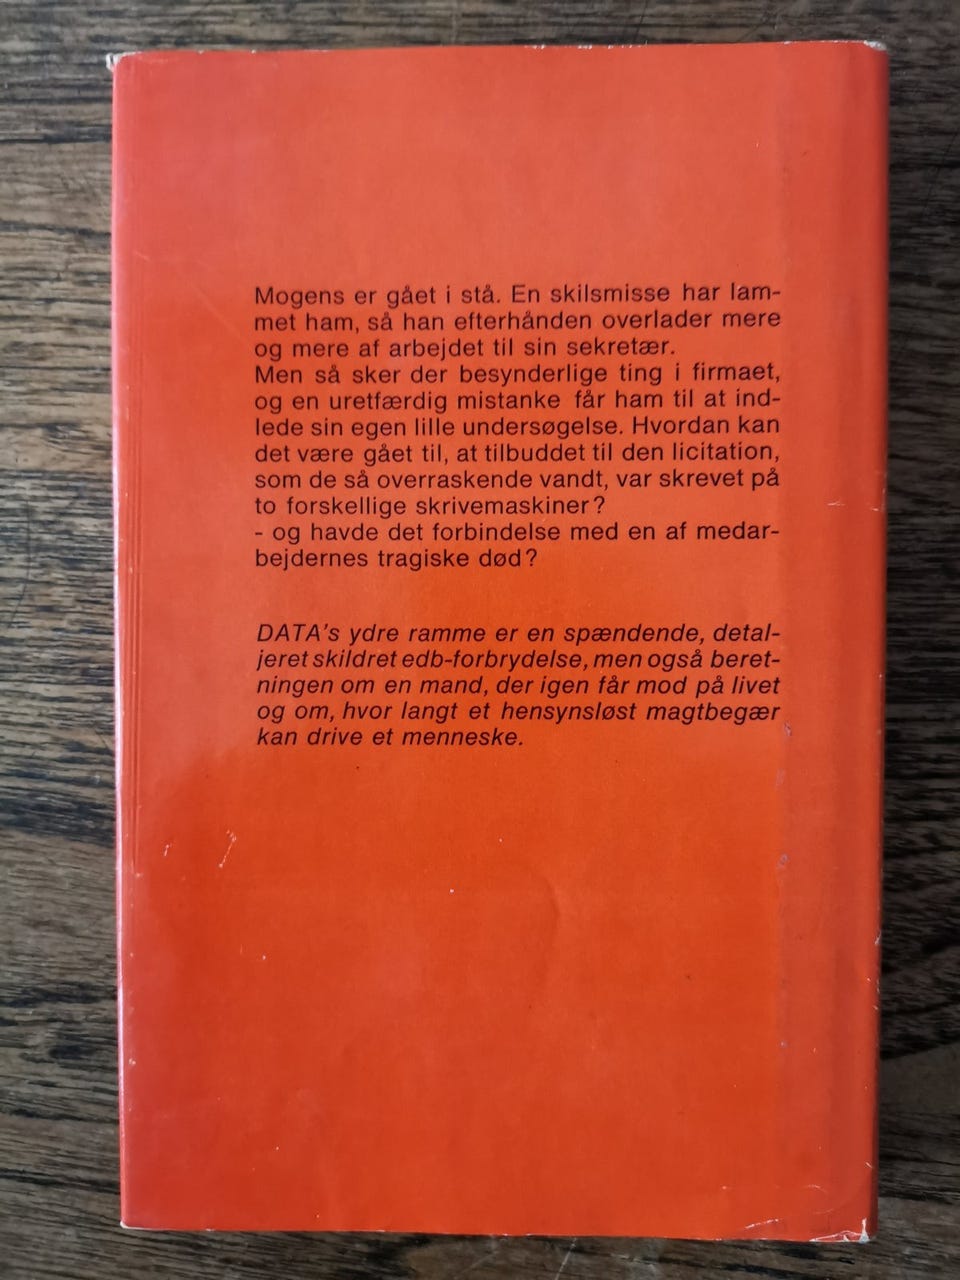 Mogens er gået i stå. En skilsmisse har lam-
met ham, så han efterhånden overlader mere
og mere af arbejdet til sin sekretær.
Men så sker der besynderlige ting i firmaet,
og en uretfærdig mistanke får ham til at ind-
lede sin egen lille undersøgelse. Hvordan kan
det være gået til, at tilbuddet til den licitation,
som de så overraskende vandt, var skrevet på
to forskellige skrivemaskiner?
- og havde det forbindelse med en af medar-
bejdernes tragiske død?
DATA's ydre ramme er en spændende, detal-
jeret skildret edb-forbrydelse, men også beret-
ningen om en mand, der igen får mod på livet
og om, hvor langt et hensynsløst magtbegær
kan drive et menneske.